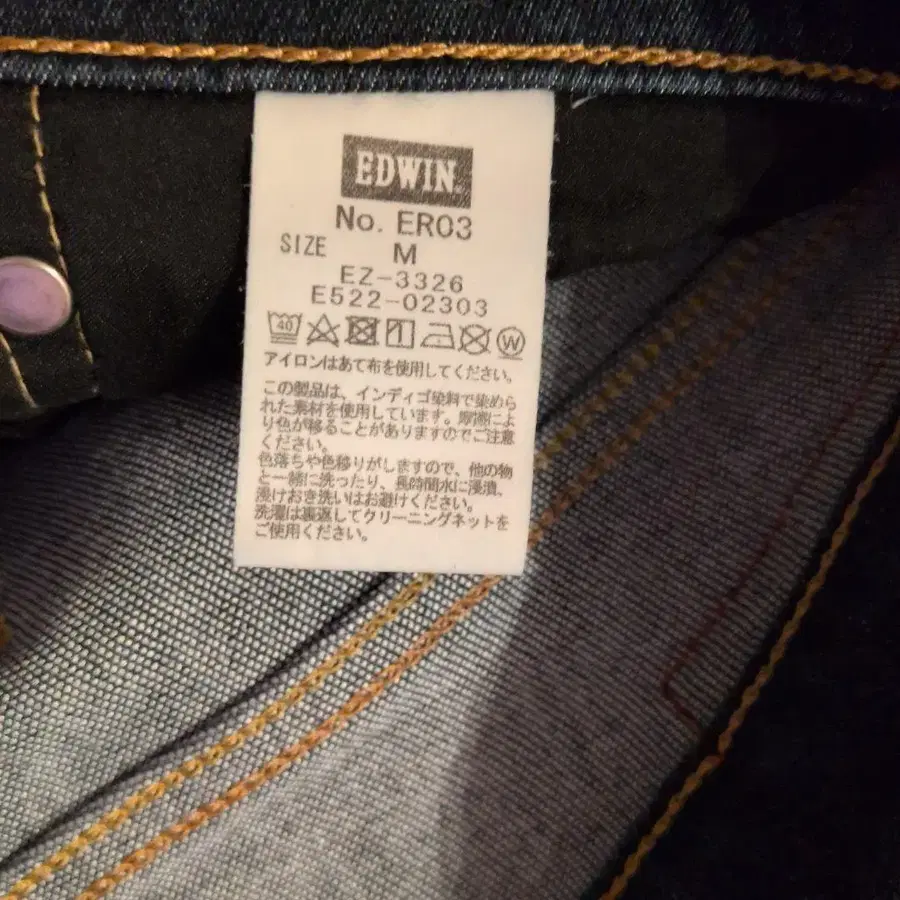 EDWIN
No. ER03
SIZE M
EZ-3326
E522-02303
40 W
アイロンはあて布を使用してください。
この製品は、インディゴ染料で染めら
れた素材を使用しています。摩擦によ
り色が移ることがありますのでご注意
ください。
色落ちや色移りがしますので、他の物
と一緒に洗ったり、長時間水に浸漬、
浸けおき洗いはお避けください。
洗濯は裏返してクリーニングネットを
ご使用ください。